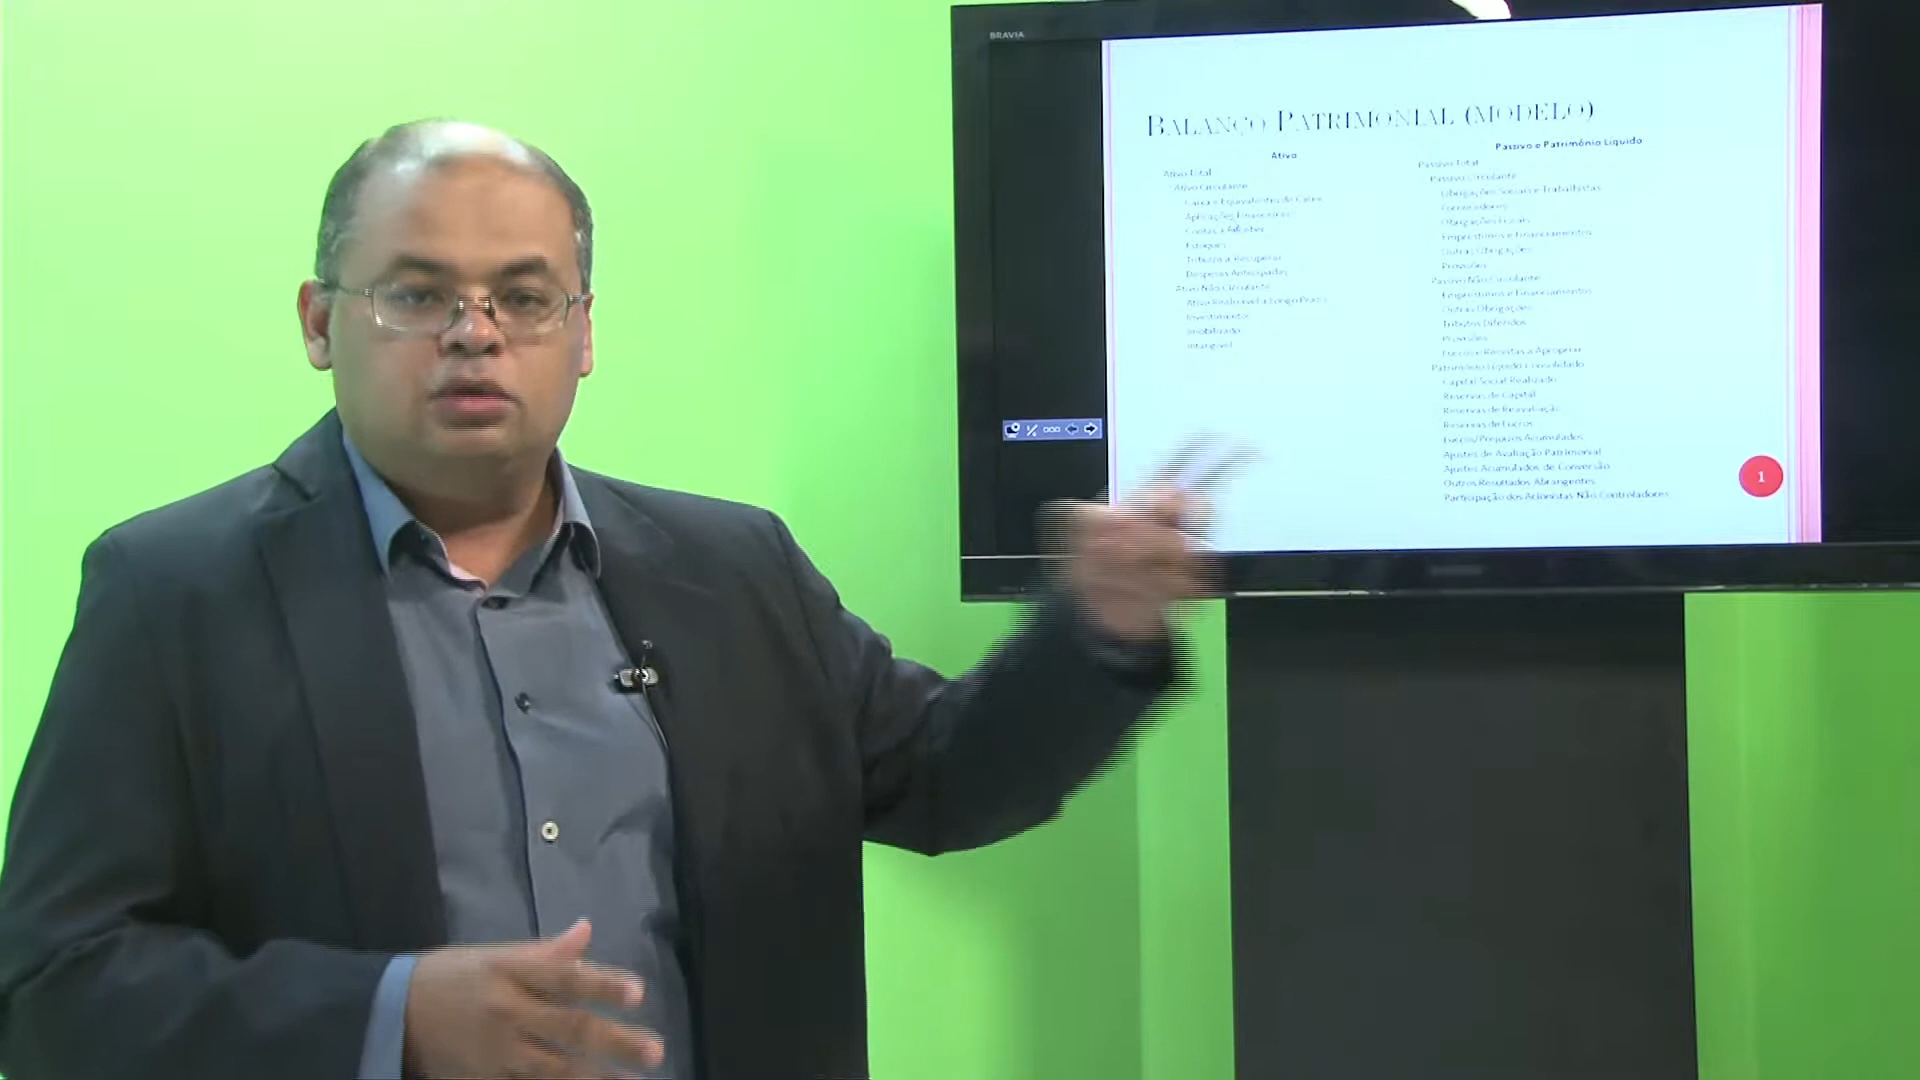 BRAVIA
BALANÇO PATRIMONIAL (MODELO)
Ativo
Ativo Total
Ativo Circulante
Caixa e Equivalentes de Caixa
Aplicações Financeiras
Contas a Receber
Estoques
Tributos a Recuperar
Despesas Antecipadas
Ativo Não Circulante
Ativo Realizável a Longo Prazo
Investimentos
Imobilizado
Intangível
Passivo e Patrimônio Líquido
Passivo Total
Passivo Circulante
Obrigações Sociais e Trabalhistas
Fornecedores
Obrigações Fiscais
Empréstimos e Financiamentos
Outras Obrigações
Provisões
Passivo Não Circulante
Empréstimos e Financiamentos
Outras Obrigações
Tributos Diferidos
Provisões
Lucros e Receitas a Apropriar
Patrimônio Líquido Consolidado
Capital Social Realizado
Reservas de Capital
Reservas de Reavaliação
Reservas de Lucros
Lucros/Prejuízos Acumulados
Ajustes de Avaliação Patrimonial
Ajustes Acumulados de Conversão
Outros Resultados Abrangentes
Participação dos Acionistas Não Controladores
1